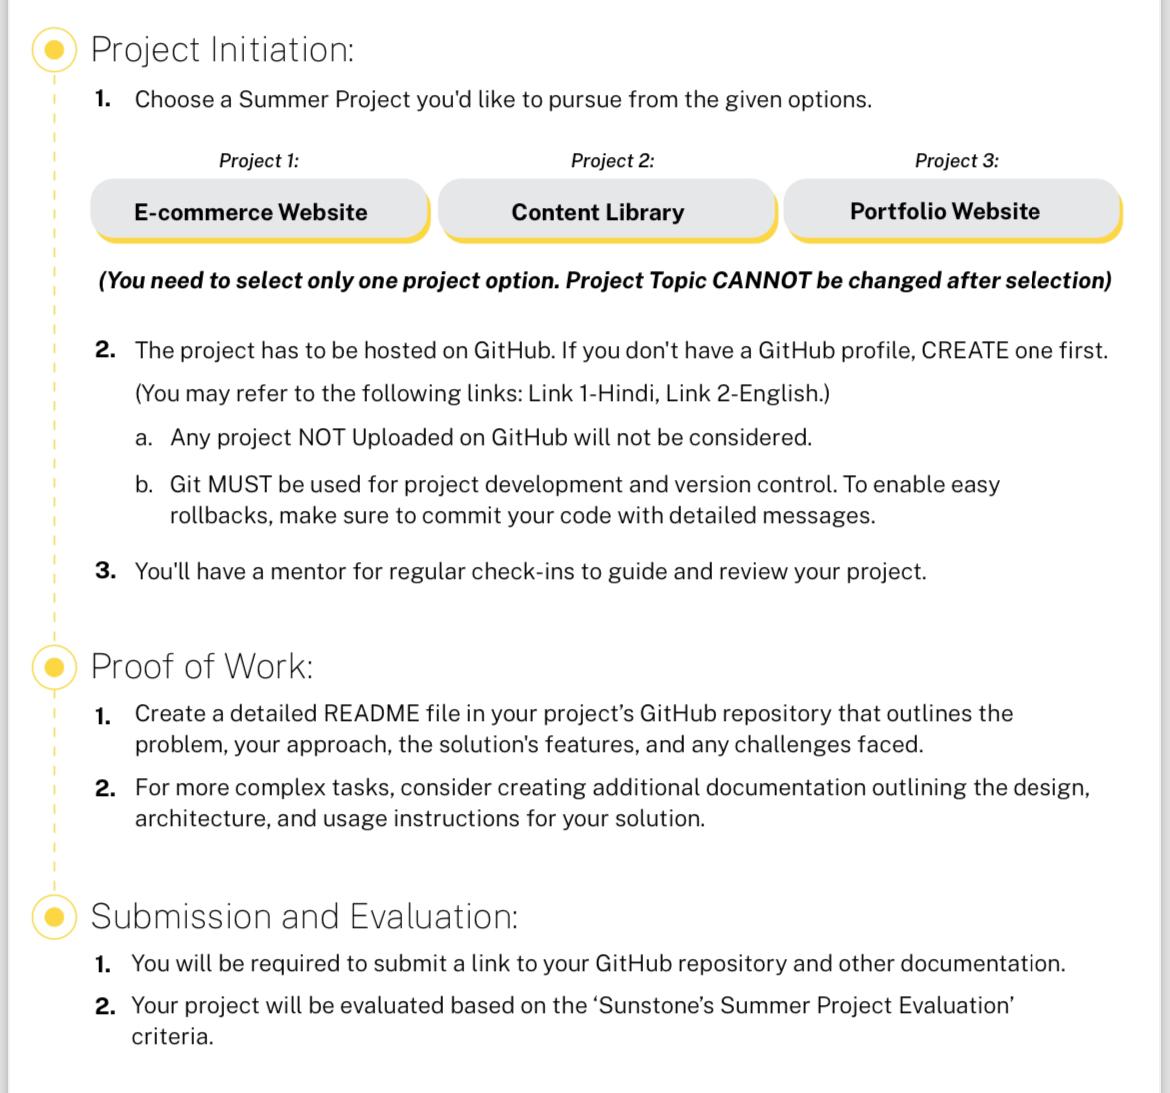 Project Initiation:
1. Choose a Summer Project you'd like to pursue from the given options.
Project 1: Project 2: Project 3:
E-commerce Website Content Library Portfolio Website
(You need to select only one project option. Project Topic CANNOT be changed after selection)
2. The project has to be hosted on GitHub. If you don't have a GitHub profile, CREATE one first.
(You may refer to the following links: Link 1-Hindi, Link 2-English.)
a. Any project NOT Uploaded on GitHub will not be considered.
b. Git MUST be used for project development and version control. To enable easy
rollbacks, make sure to commit your code with detailed messages.
3. You'll have a mentor for regular check-ins to guide and review your project.
Proof of Work:
1. Create a detailed README file in your project’s GitHub repository that outlines the
problem, your approach, the solution's features, and any challenges faced.
2. For more complex tasks, consider creating additional documentation outlining the design,
architecture, and usage instructions for your solution.
Submission and Evaluation:
1. You will be required to submit a link to your GitHub repository and other documentation.
2. Your project will be evaluated based on the ‘Sunstone’s Summer Project Evaluation’
criteria.